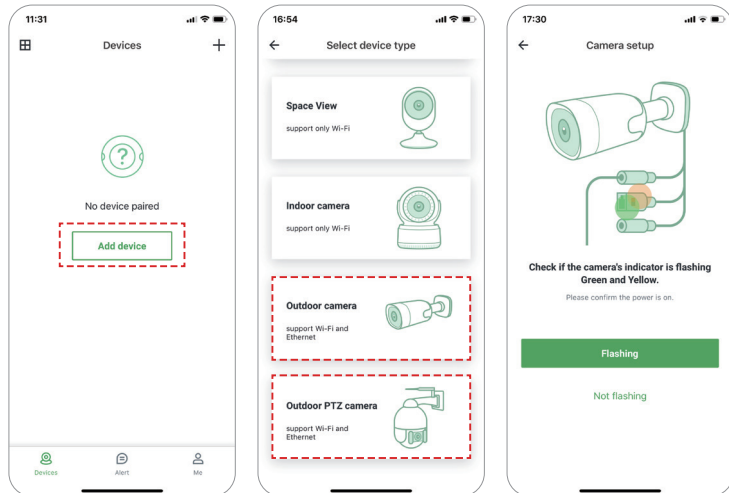 11:31
Devices
No device paired
Add device
Devices
Alert
Me
16:54
Select device type
Space View
support only Wi-Fi
Indoor camera
support only Wi-Fi
Outdoor camera
support Wi-Fi and
Ethernet
Outdoor PTZ camera
support Wi-Fi and
Ethernet
17:30
Camera setup
Check if the camera's indicator is flashing
Green and Yellow.
Please confirm the power is on.
Flashing
Not flashing